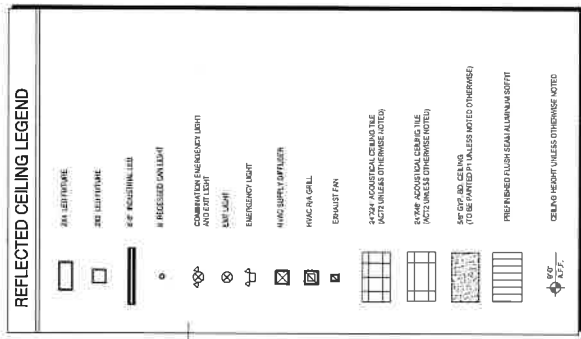 REFLECTED CEILING LEGEND
2X4 LED FIXTURE
2X2 LED FIXTURE
INDUSTRIAL LED
RECESSED CAN LIGHT
COMBINATION EMERGENCY LIGHT
AND EXIT LIGHT
EXIT LIGHT
EMERGENCY LIGHT
HVAC SUPPLY DIFFUSER
HVAC R/A GRILL
EXHAUST FAN
24"X24" ACOUSTICAL CEILING TILE
(ACT2 UNLESS OTHERWISE NOTED)
24"X48" ACOUSTICAL CEILING TILE
(ACT2 UNLESS OTHERWISE NOTED)
5/8" GYP. BD. CEILING
(TO BE PAINTED P1 UNLESS NOTED OTHERWISE)
PREFINISHED FLUSH SEAM ALUMINUM SOFFIT
9'-0"
A.F.F.
CEILING HEIGHT UNLESS OTHERWISE NOTED